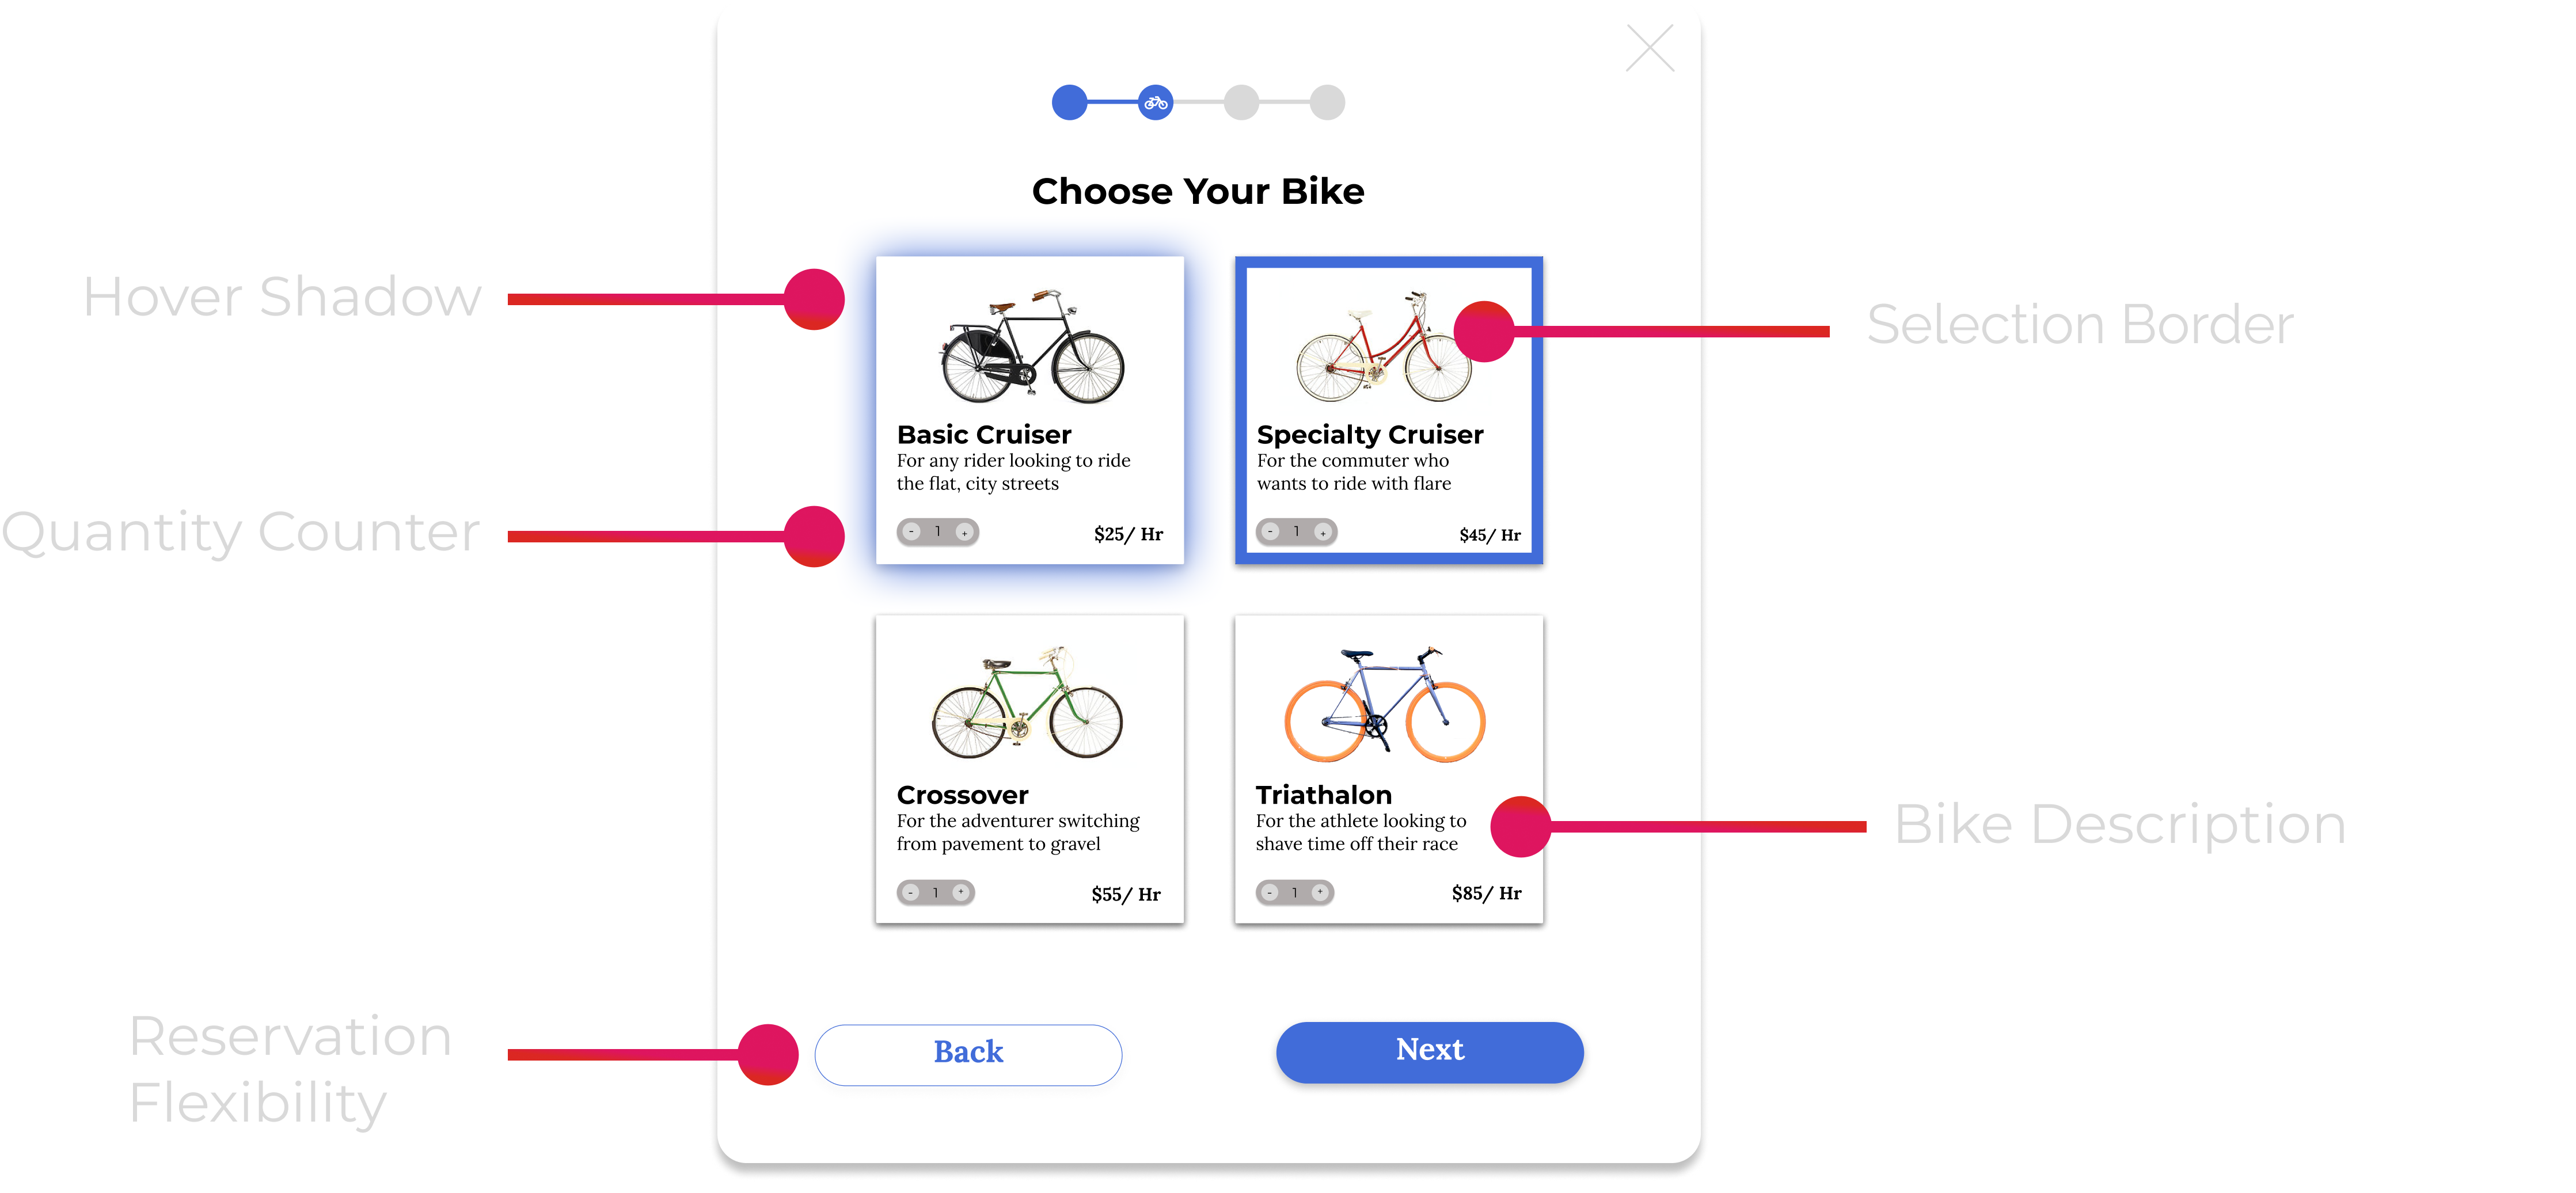 Choose Your Bike
Hover Shadow
Selection Border
Basic Cruiser
For any rider looking to ride
the flat, city streets
- 1 +
$25/ Hr
Specialty Cruiser
For the commuter who
wants to ride with flare
- 1 +
$45/ Hr
Quantity Counter
Crossover
For the adventurer switching
from pavement to gravel
- 1 +
$55/ Hr
Triathalon
For the athlete looking to
shave time off their race
- 1 +
$85/ Hr
Bike Description
Reservation
Flexibility
Back
Next